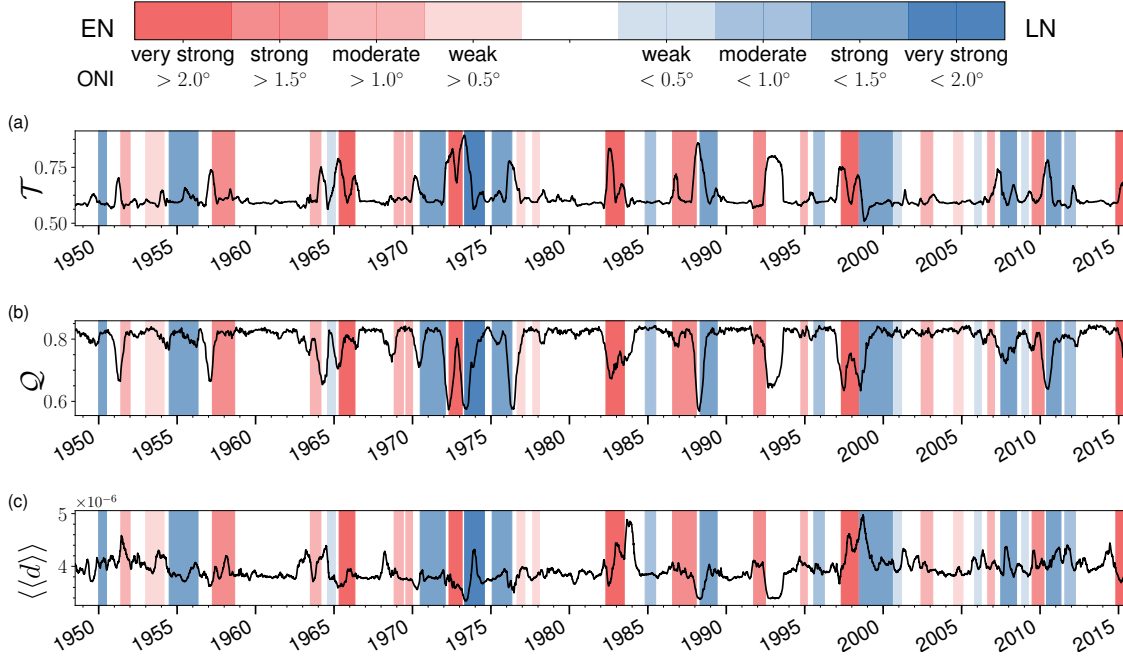 EN LN
very strong strong moderate weak weak moderate strong very strong
ONI > 2.0° > 1.5° > 1.0° > 0.5° < 0.5° < 1.0° < 1.5° < 2.0°
(a)
0.75
𝒯
0.50
1950 1955 1960 1965 1970 1975 1980 1985 1990 1995 2000 2005 2010 2015
(b)
0.8
𝒬
0.6
1950 1955 1960 1965 1970 1975 1980 1985 1990 1995 2000 2005 2010 2015
(c)
×10⁻⁶
5
4
⟨⟨d⟩⟩
1950 1955 1960 1965 1970 1975 1980 1985 1990 1995 2000 2005 2010 2015